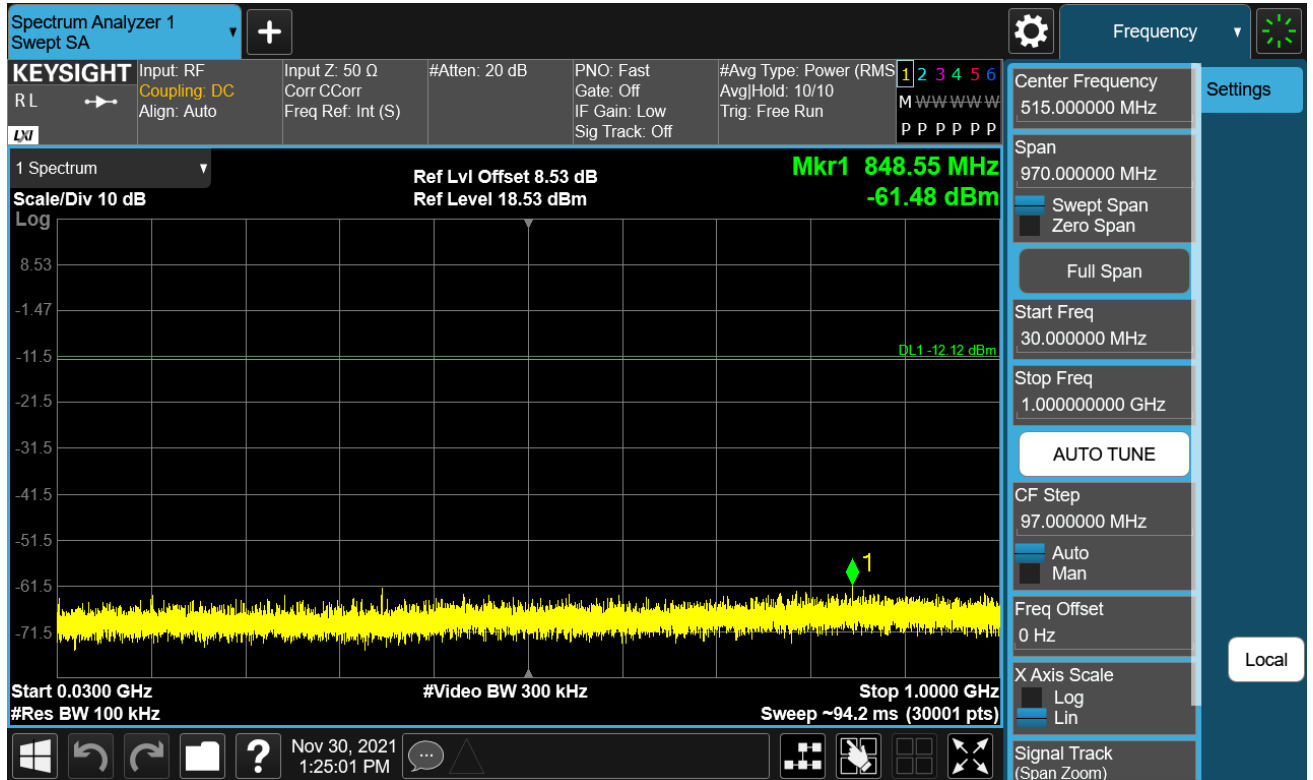 Spectrum Analyzer 1
Swept SA
+
Frequency
KEYSIGHT
R L
LXI
Input: RF
Coupling: DC
Align: Auto
Input Z: 50 Ω
Corr CCorr
Freq Ref: Int (S)
#Atten: 20 dB
PNO: Fast
Gate: Off
IF Gain: Low
Sig Track: Off
#Avg Type: Power (RMS
Avg|Hold: 10/10
Trig: Free Run
1 2 3 4 5 6
M W W W W W
P P P P P P
1 Spectrum
Scale/Div 10 dB
Ref Lvl Offset 8.53 dB
Ref Level 18.53 dBm
Mkr1 848.55 MHz
-61.48 dBm
Log
8.53
-1.47
-11.5
DL1 -12.12 dBm
-21.5
-31.5
-41.5
-51.5
1
-61.5
-71.5
Start 0.0300 GHz
#Res BW 100 kHz
#Video BW 300 kHz
Stop 1.0000 GHz
Sweep ~94.2 ms (30001 pts)
Center Frequency
515.000000 MHz
Settings
Span
970.000000 MHz
Swept Span
Zero Span
Full Span
Start Freq
30.000000 MHz
Stop Freq
1.000000000 GHz
AUTO TUNE
CF Step
97.000000 MHz
Auto
Man
Freq Offset
0 Hz
Local
X Axis Scale
Log
Lin
Signal Track
(Span Zoom)
?
Nov 30, 2021
1:25:01 PM